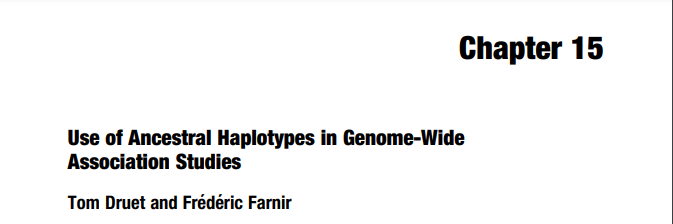 Chapter 15
Use of Ancestral Haplotypes in Genome-Wide
Association Studies
Tom Druet and Frédéric Farnir